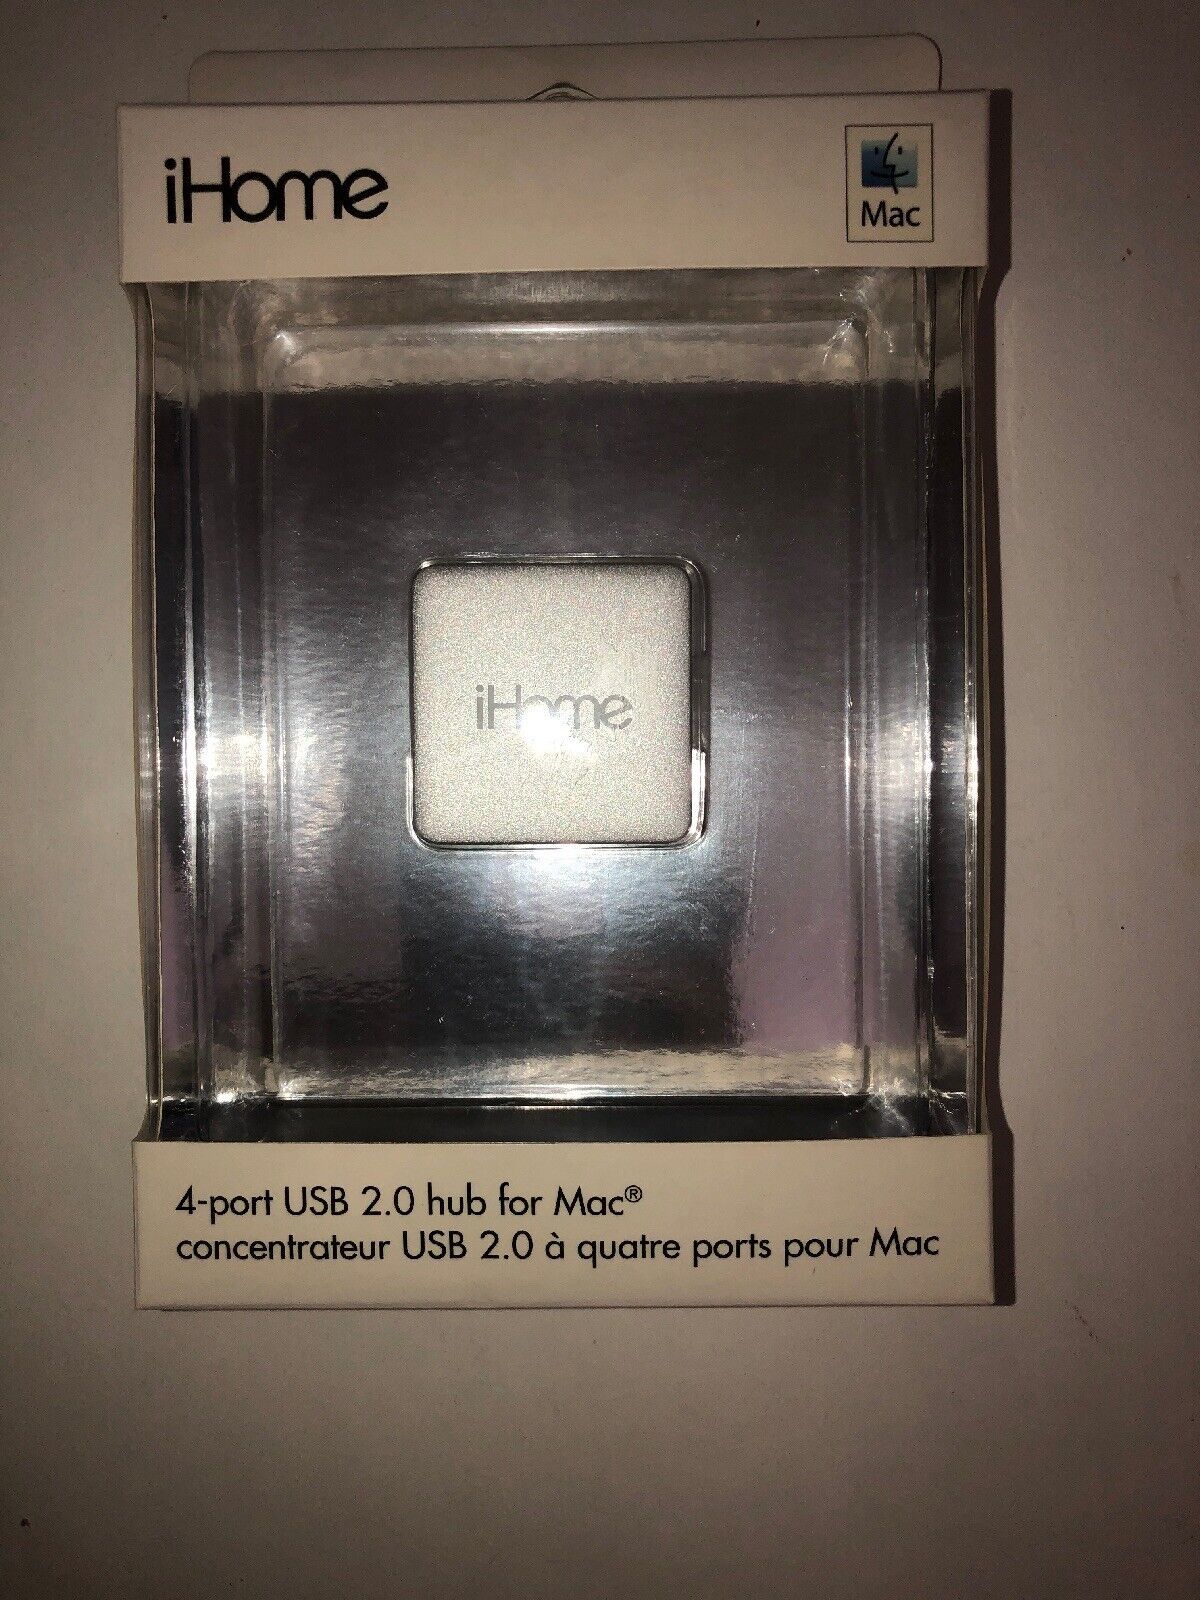 iHome
Mac
iHome
4-port USB 2.0 hub for Mac®
concentrateur USB 2.0 à quatre ports pour Mac